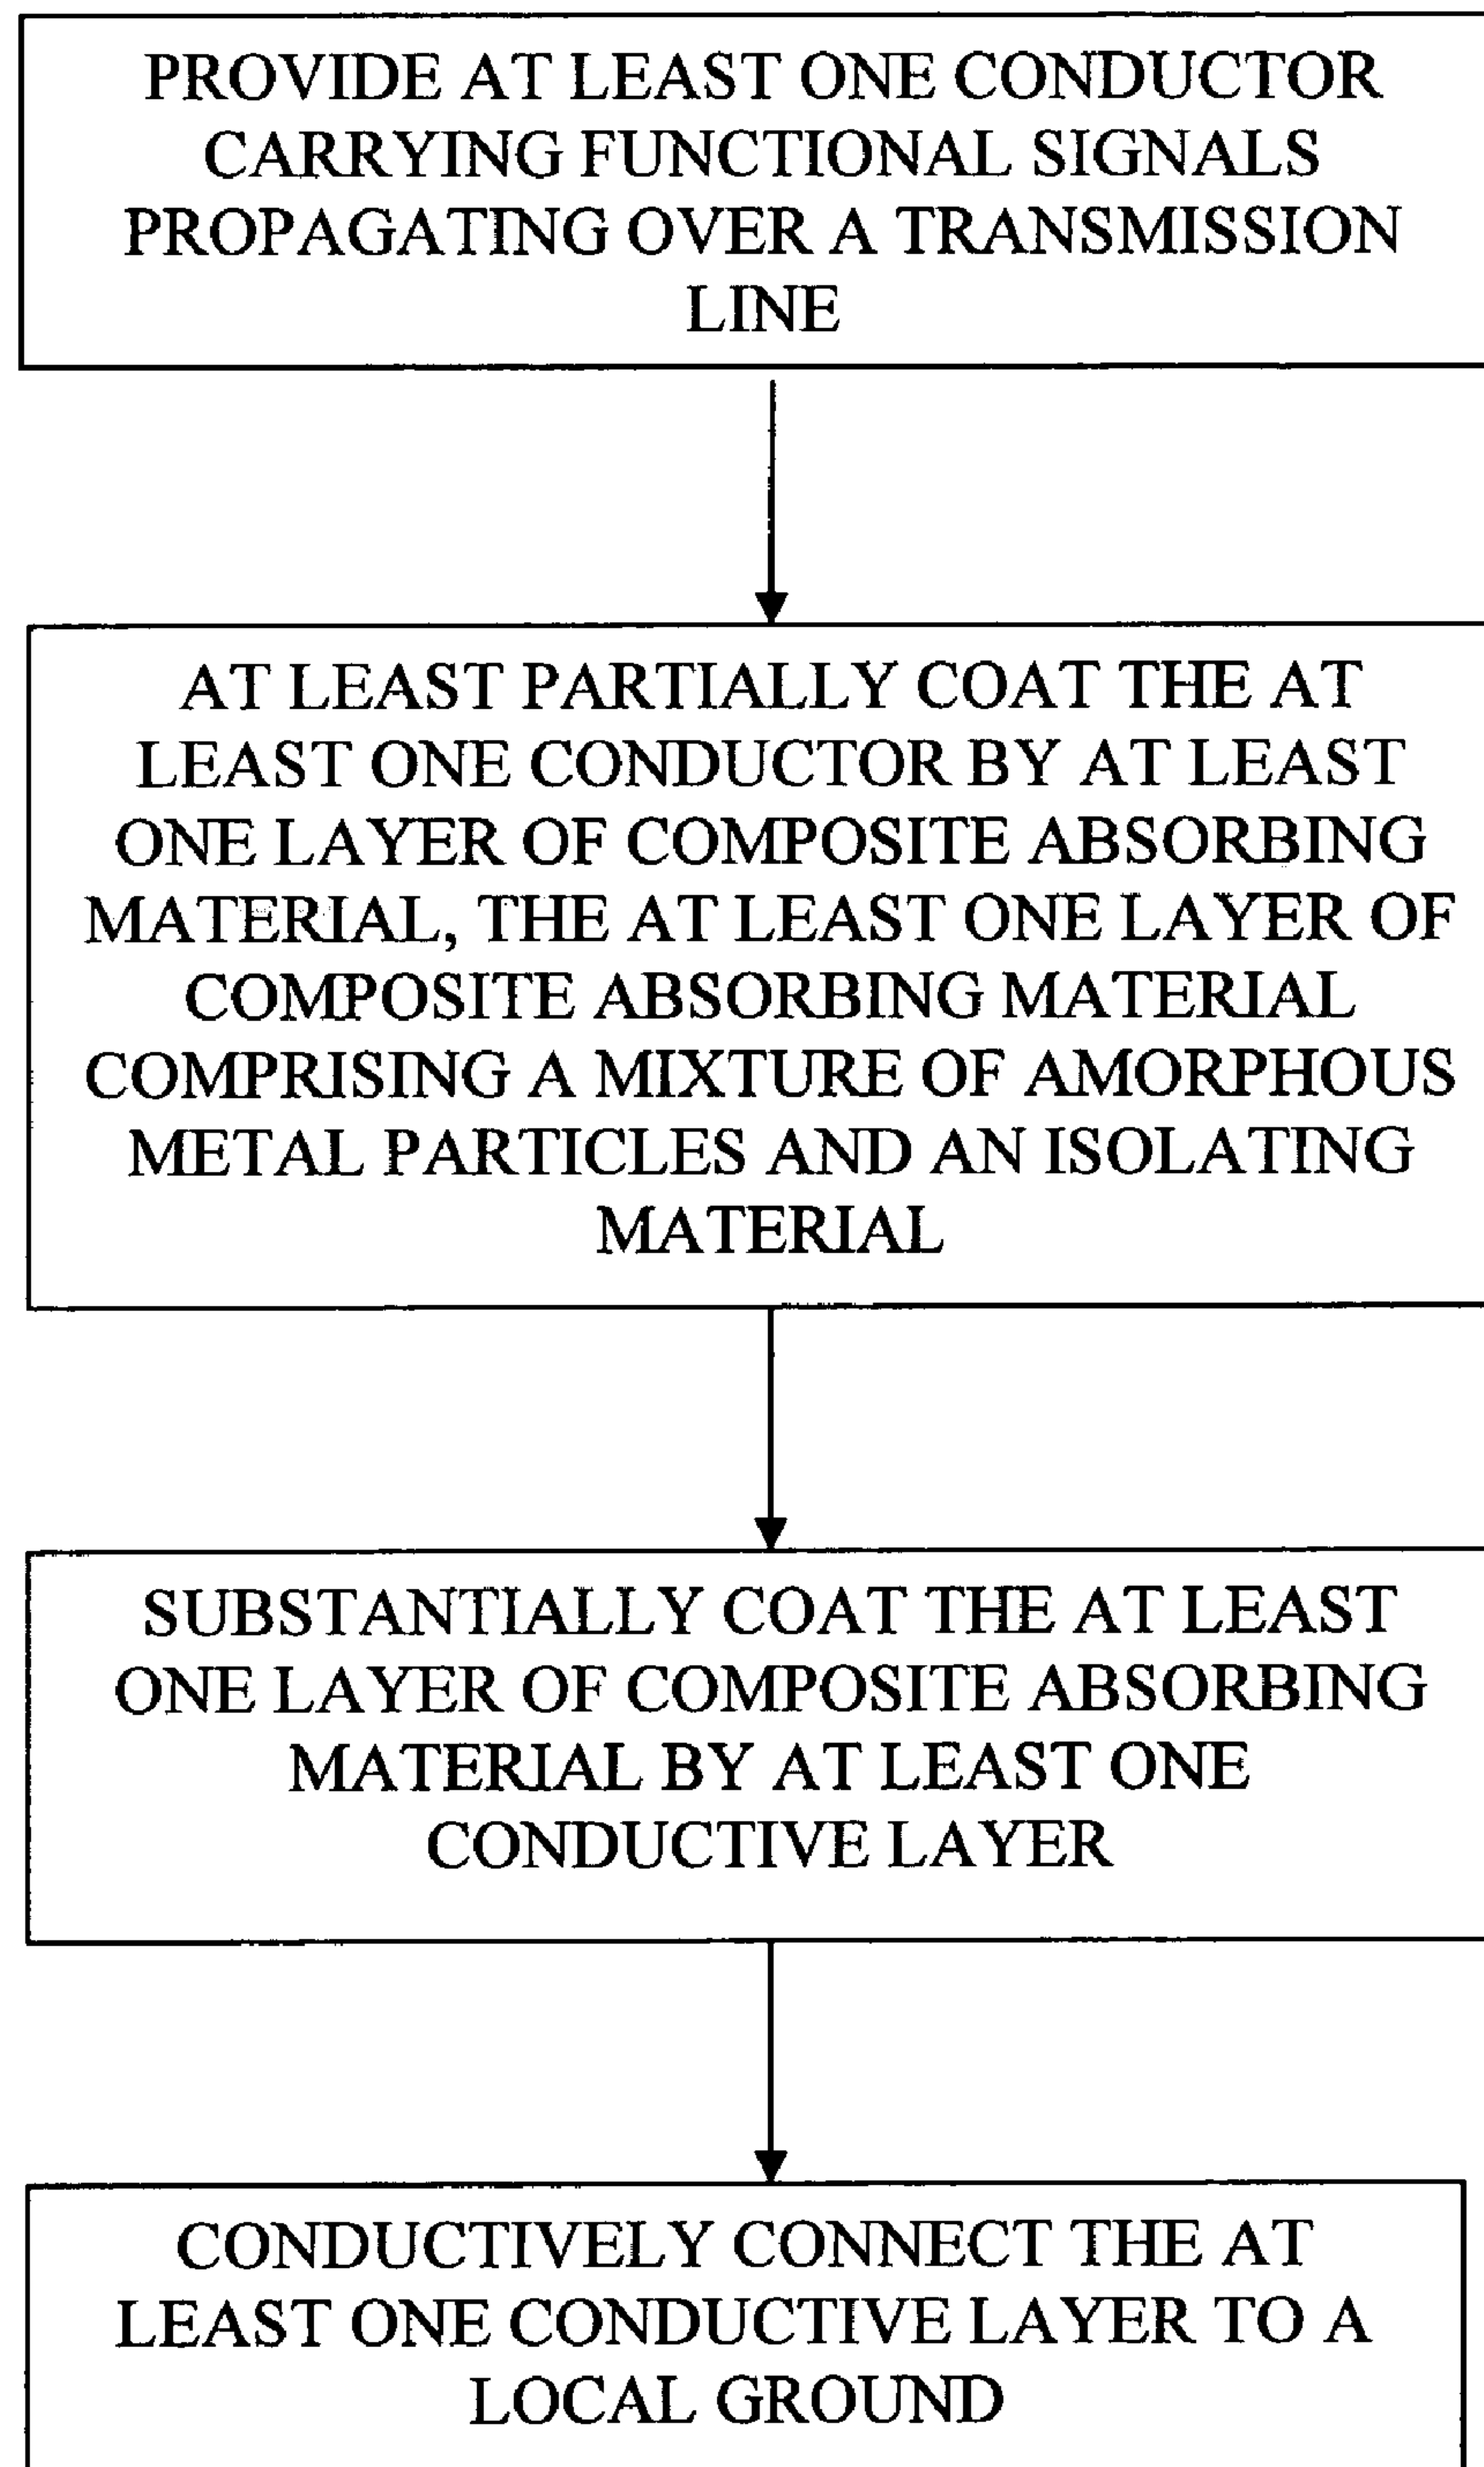 PROVIDE AT LEAST ONE CONDUCTOR
CARRYING FUNCTIONAL SIGNALS
PROPAGATING OVER A TRANSMISSION
LINE
AT LEAST PARTIALLY COAT THE AT
LEAST ONE CONDUCTOR BY AT LEAST
ONE LAYER OF COMPOSITE ABSORBING
MATERIAL, THE AT LEAST ONE LAYER OF
COMPOSITE ABSORBING MATERIAL
COMPRISING A MIXTURE OF AMORPHOUS
METAL PARTICLES AND AN ISOLATING
MATERIAL
SUBSTANTIALLY COAT THE AT LEAST
ONE LAYER OF COMPOSITE ABSORBING
MATERIAL BY AT LEAST ONE
CONDUCTIVE LAYER
CONDUCTIVELY CONNECT THE AT
LEAST ONE CONDUCTIVE LAYER TO A
LOCAL GROUND